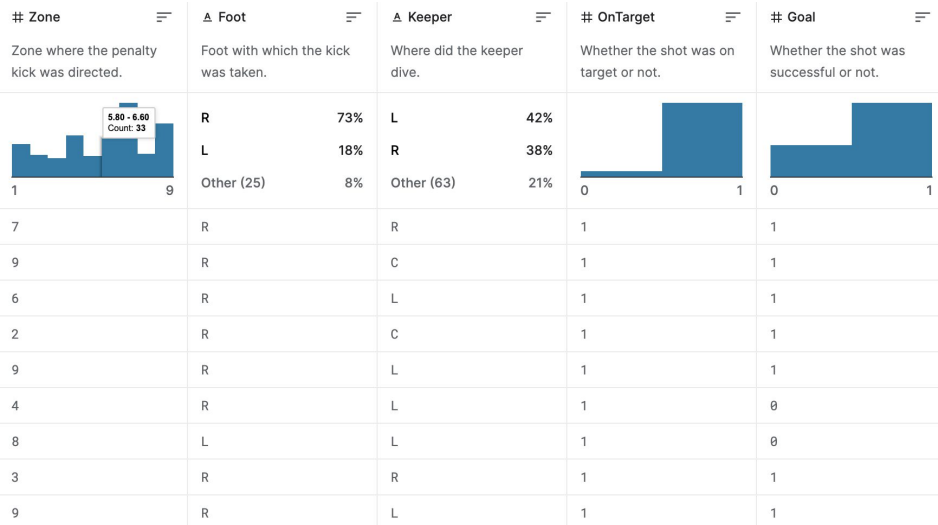 # Zone
A Foot
A Keeper
# OnTarget
# Goal
Zone where the penalty
kick was directed.
Foot with which the kick
was taken.
Where did the keeper
dive.
Whether the shot was on
target or not.
Whether the shot was
successful or not.
5.80 - 6.60
Count: 33
1 9
R 73%
L 18%
Other (25) 8%
L 42%
R 38%
Other (63) 21%
0 1
0 1
7 R R 1 1
9 R C 1 1
6 R L 1 1
2 R C 1 1
9 R L 1 1
4 R L 1 0
8 L L 1 0
3 R R 1 1
9 R L 1 1